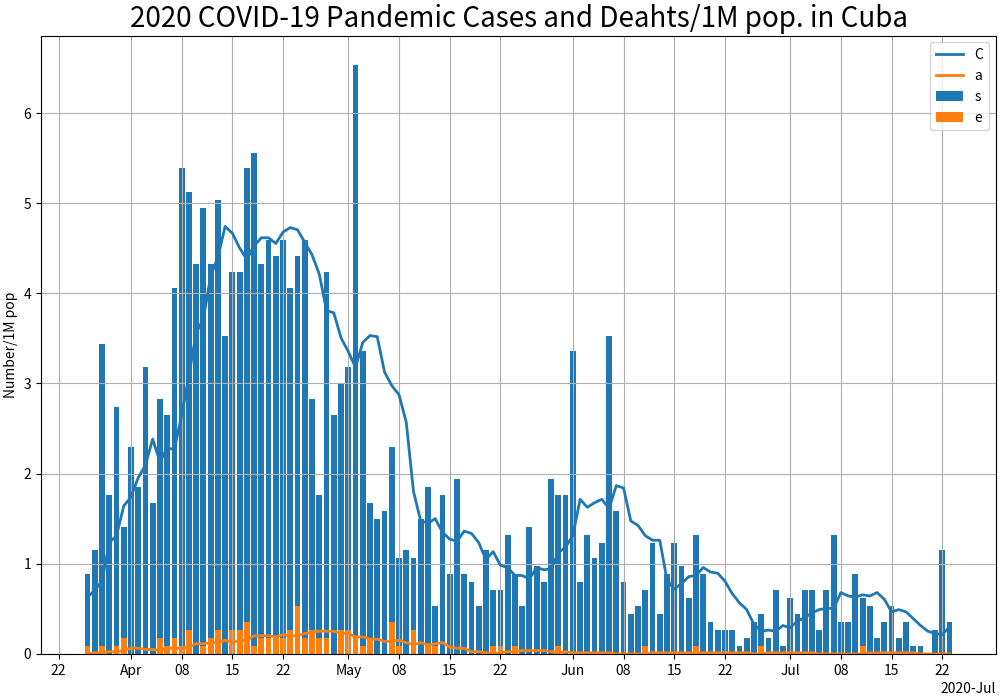 2020 COVID-19 Pandemic Cases and Deahts/1M pop. in Cuba
C
a
s
e
6
5
4
3
2
1
0
Number/1M pop
22 Apr 08 15 22 May 08 15 22 Jun 08 15 22 Jul 08 15 22
2020-Jul